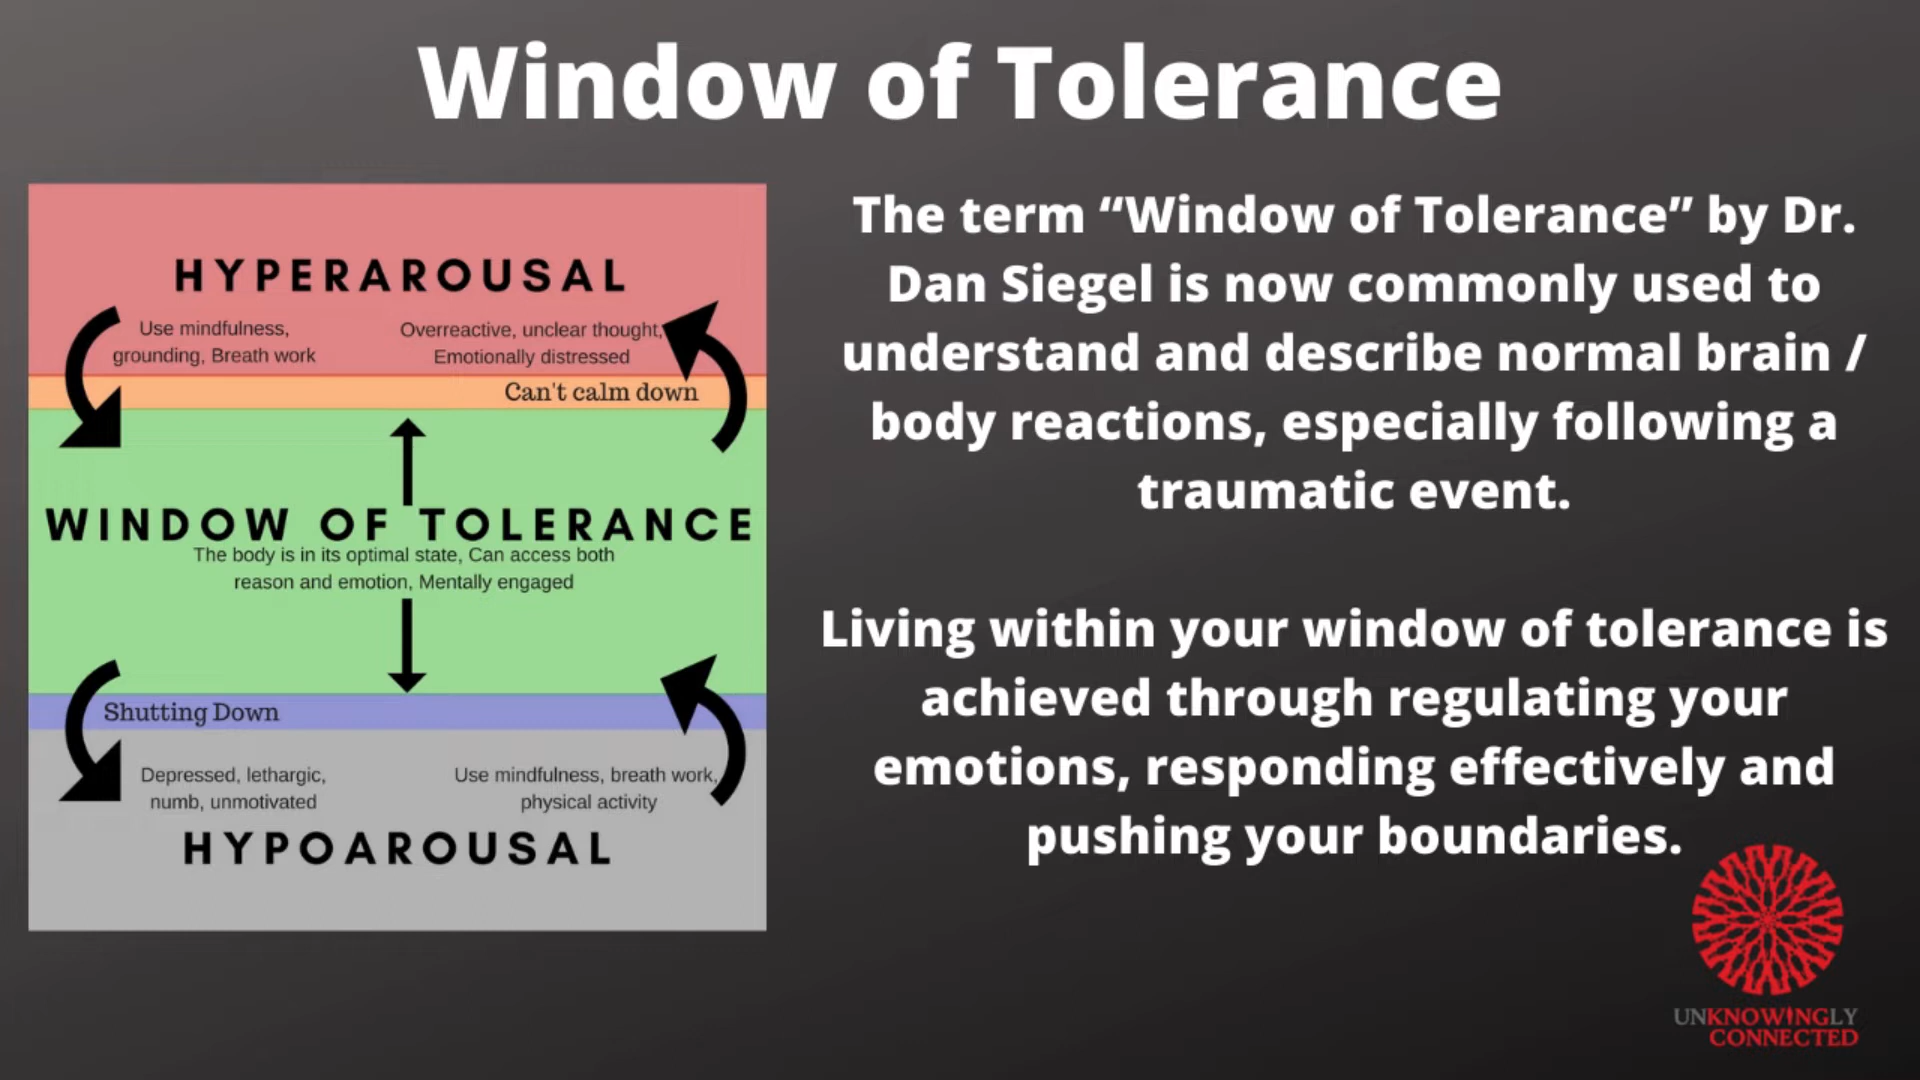 Window of Tolerance
HYPERAROUSAL
Use mindfulness,
grounding, Breath work
Overreactive, unclear thought,
Emotionally distressed
Can't calm down
WINDOW OF TOLERANCE
The body is in its optimal state, Can access both
reason and emotion, Mentally engaged
Shutting Down
Depressed, lethargic,
numb, unmotivated
Use mindfulness, breath work,
physical activity
HYPOAROUSAL
The term “Window of Tolerance” by Dr.
Dan Siegel is now commonly used to
understand and describe normal brain /
body reactions, especially following a
traumatic event.
Living within your window of tolerance is
achieved through regulating your
emotions, responding effectively and
pushing your boundaries.
UNKNOWINGLY
CONNECTED